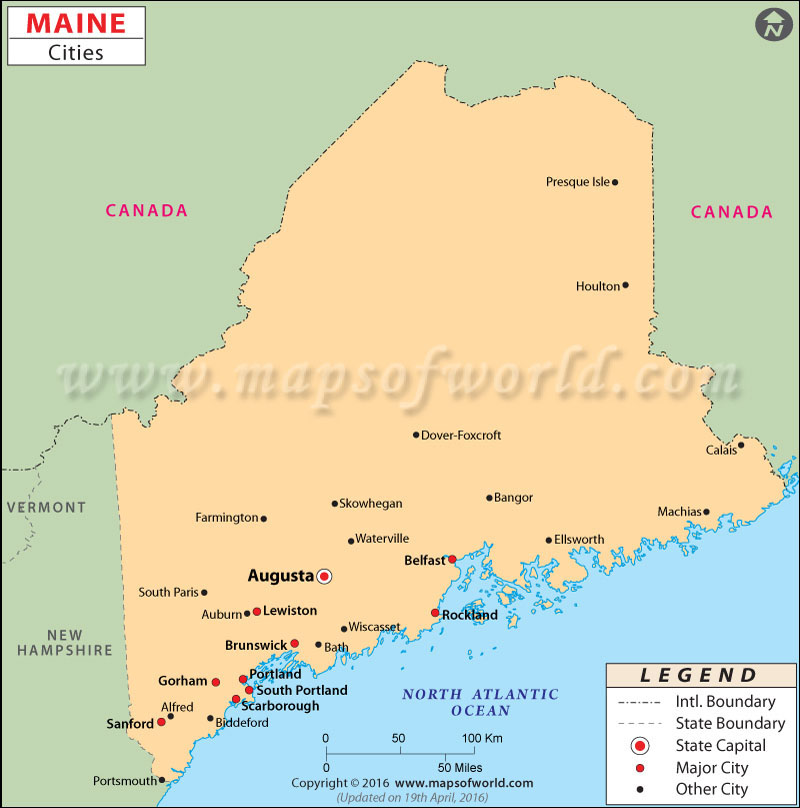 MAINE
Cities
N
CANADA
CANADA
Presque Isle
Houlton
www.mapsofworld.com
Dover-Foxcroft
Calais
VERMONT
Skowhegan
Bangor
Farmington
Machias
Waterville
Ellsworth
Belfast
Augusta
South Paris
Auburn
Lewiston
Rockland
Wiscasset
NEW
HAMPSHIRE
Brunswick
Bath
Portland
Gorham
South Portland
Scarborough
Alfred
Sanford
Biddeford
Portsmouth
NORTH ATLANTIC
OCEAN
0 50 100 Km
0 50 Miles
Copyright © 2016 www.mapsofworld.com
(Updated on 19th April, 2016)
LEGEND
Intl. Boundary
State Boundary
State Capital
Major City
Other City